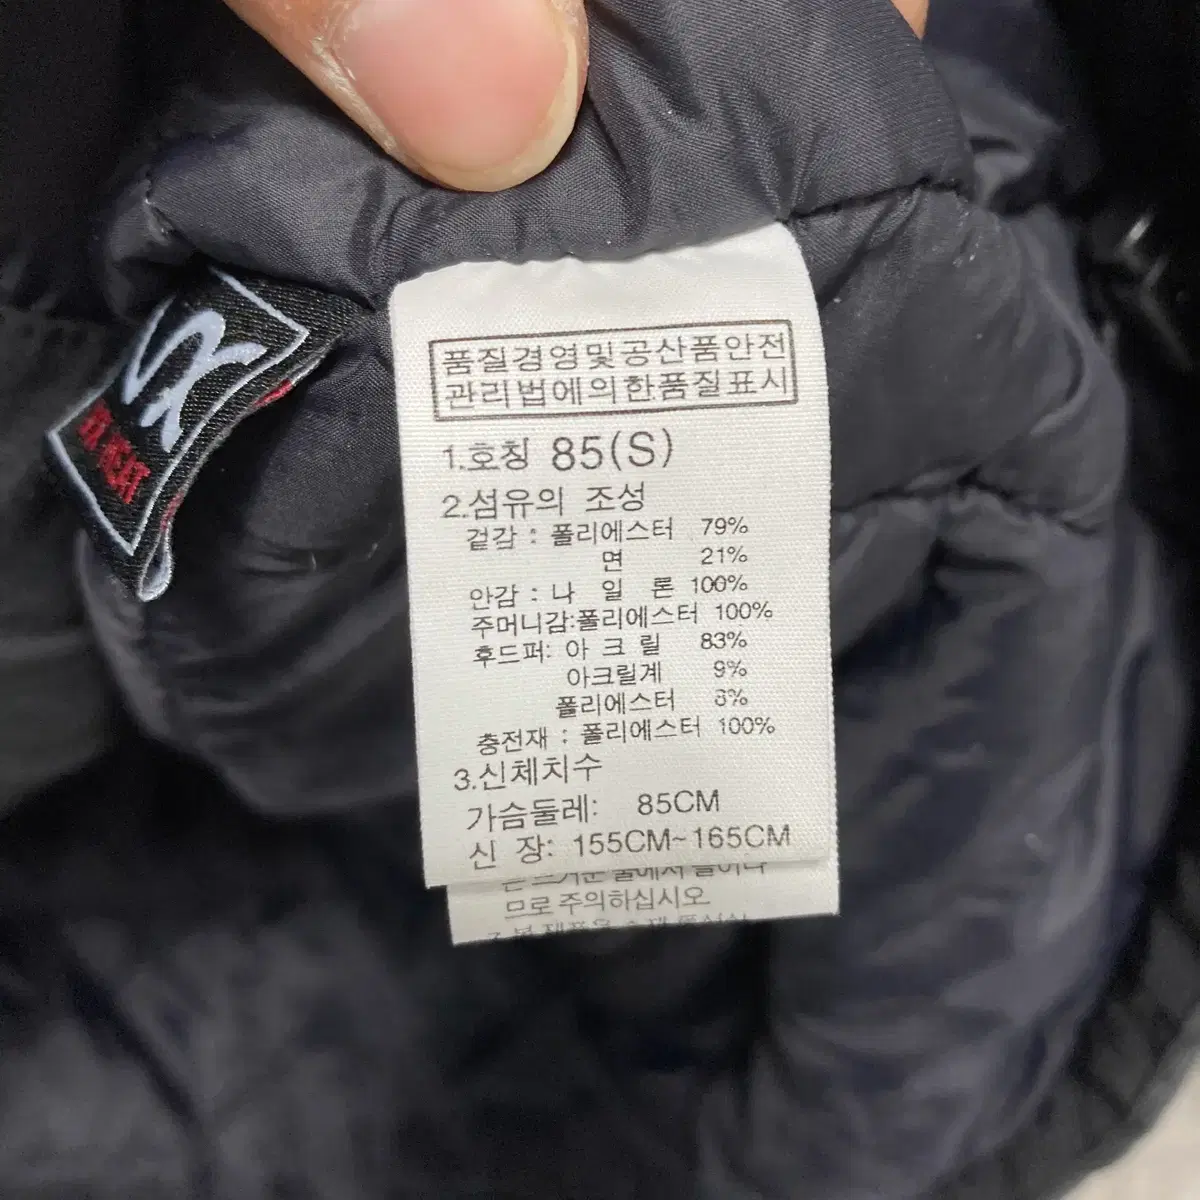 품질경영및공산품안전
관리법에의한품질표시
1.호칭 85(S)
2.섬유의 조성
겉감 : 폴리에스터 79%
면 21%
안감 : 나 일 론 100%
주머니감:폴리에스터 100%
후드퍼: 아 크 릴 83%
아크릴계 9%
폴리에스터 8%
충전재 : 폴리에스터 100%
3.신체치수
가슴둘레: 85CM
신 장: 155CM~165CM
므로 주의하십시오